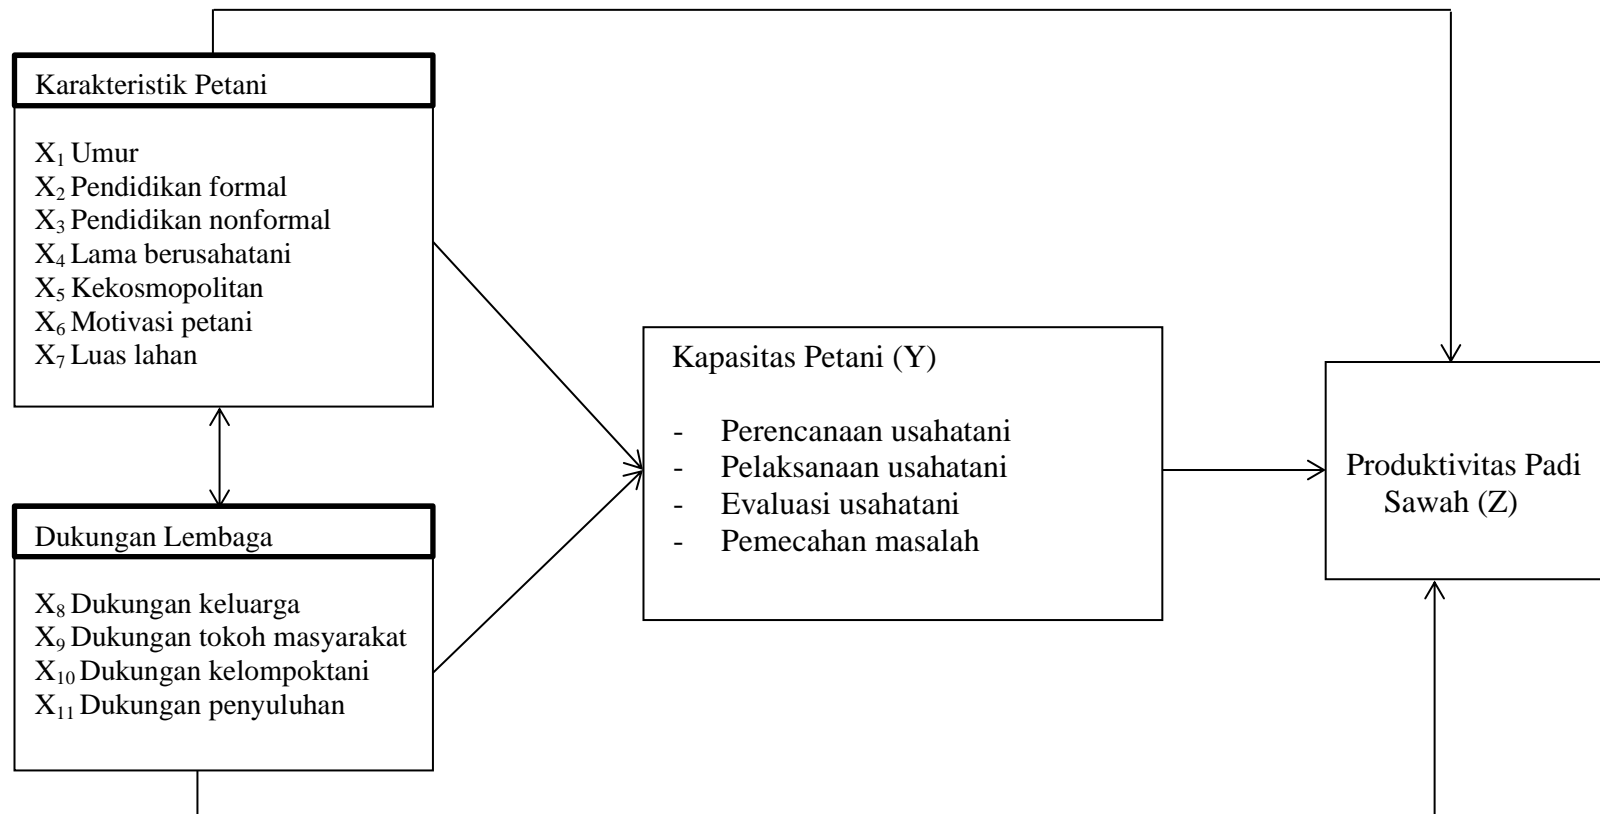 Karakteristik Petani
X₁ Umur
X₂ Pendidikan formal
X₃ Pendidikan nonformal
X₄ Lama berusahatani
X₅ Kekosmopolitan
X₆ Motivasi petani
X₇ Luas lahan
Dukungan Lembaga
X₈ Dukungan keluarga
X₉ Dukungan tokoh masyarakat
X₁₀ Dukungan kelompoktani
X₁₁ Dukungan penyuluhan
Kapasitas Petani (Y)
- Perencanaan usahatani
- Pelaksanaan usahatani
- Evaluasi usahatani
- Pemecahan masalah
Produktivitas Padi
Sawah (Z)